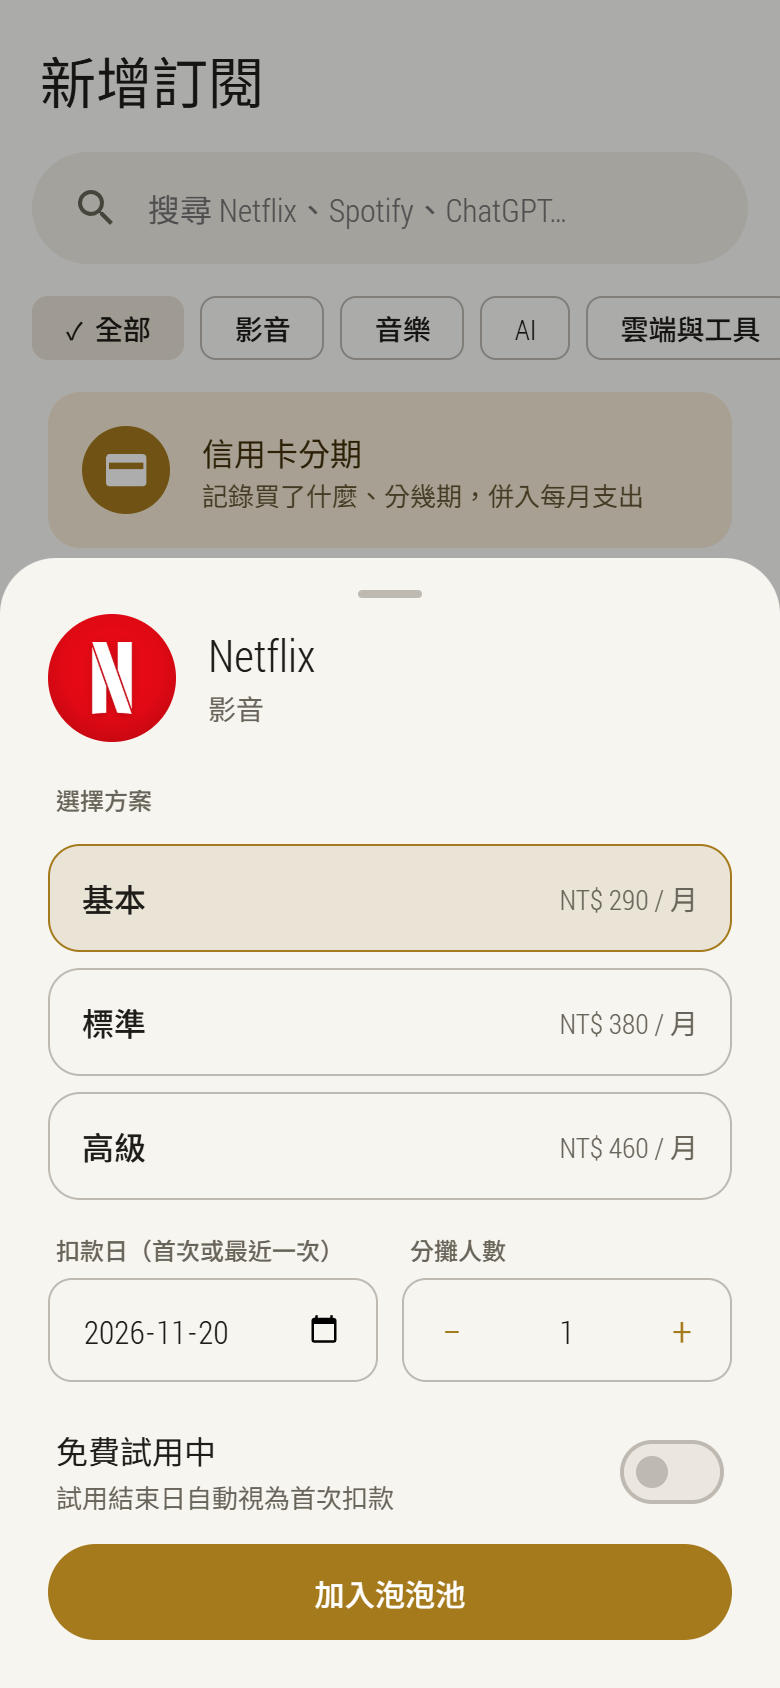 新增訂閱
搜尋 Netflix、Spotify、ChatGPT...
✓ 全部 影音 音樂 AI 雲端與工具
信用卡分期
記錄買了什麼、分幾期，併入每月支出
N
Netflix
影音
選擇方案
基本 NT$ 290 / 月
標準 NT$ 380 / 月
高級 NT$ 460 / 月
扣款日（首次或最近一次） 分攤人數
2026-11-20 − 1 +
免費試用中
試用結束日自動視為首次扣款
加入泡泡池